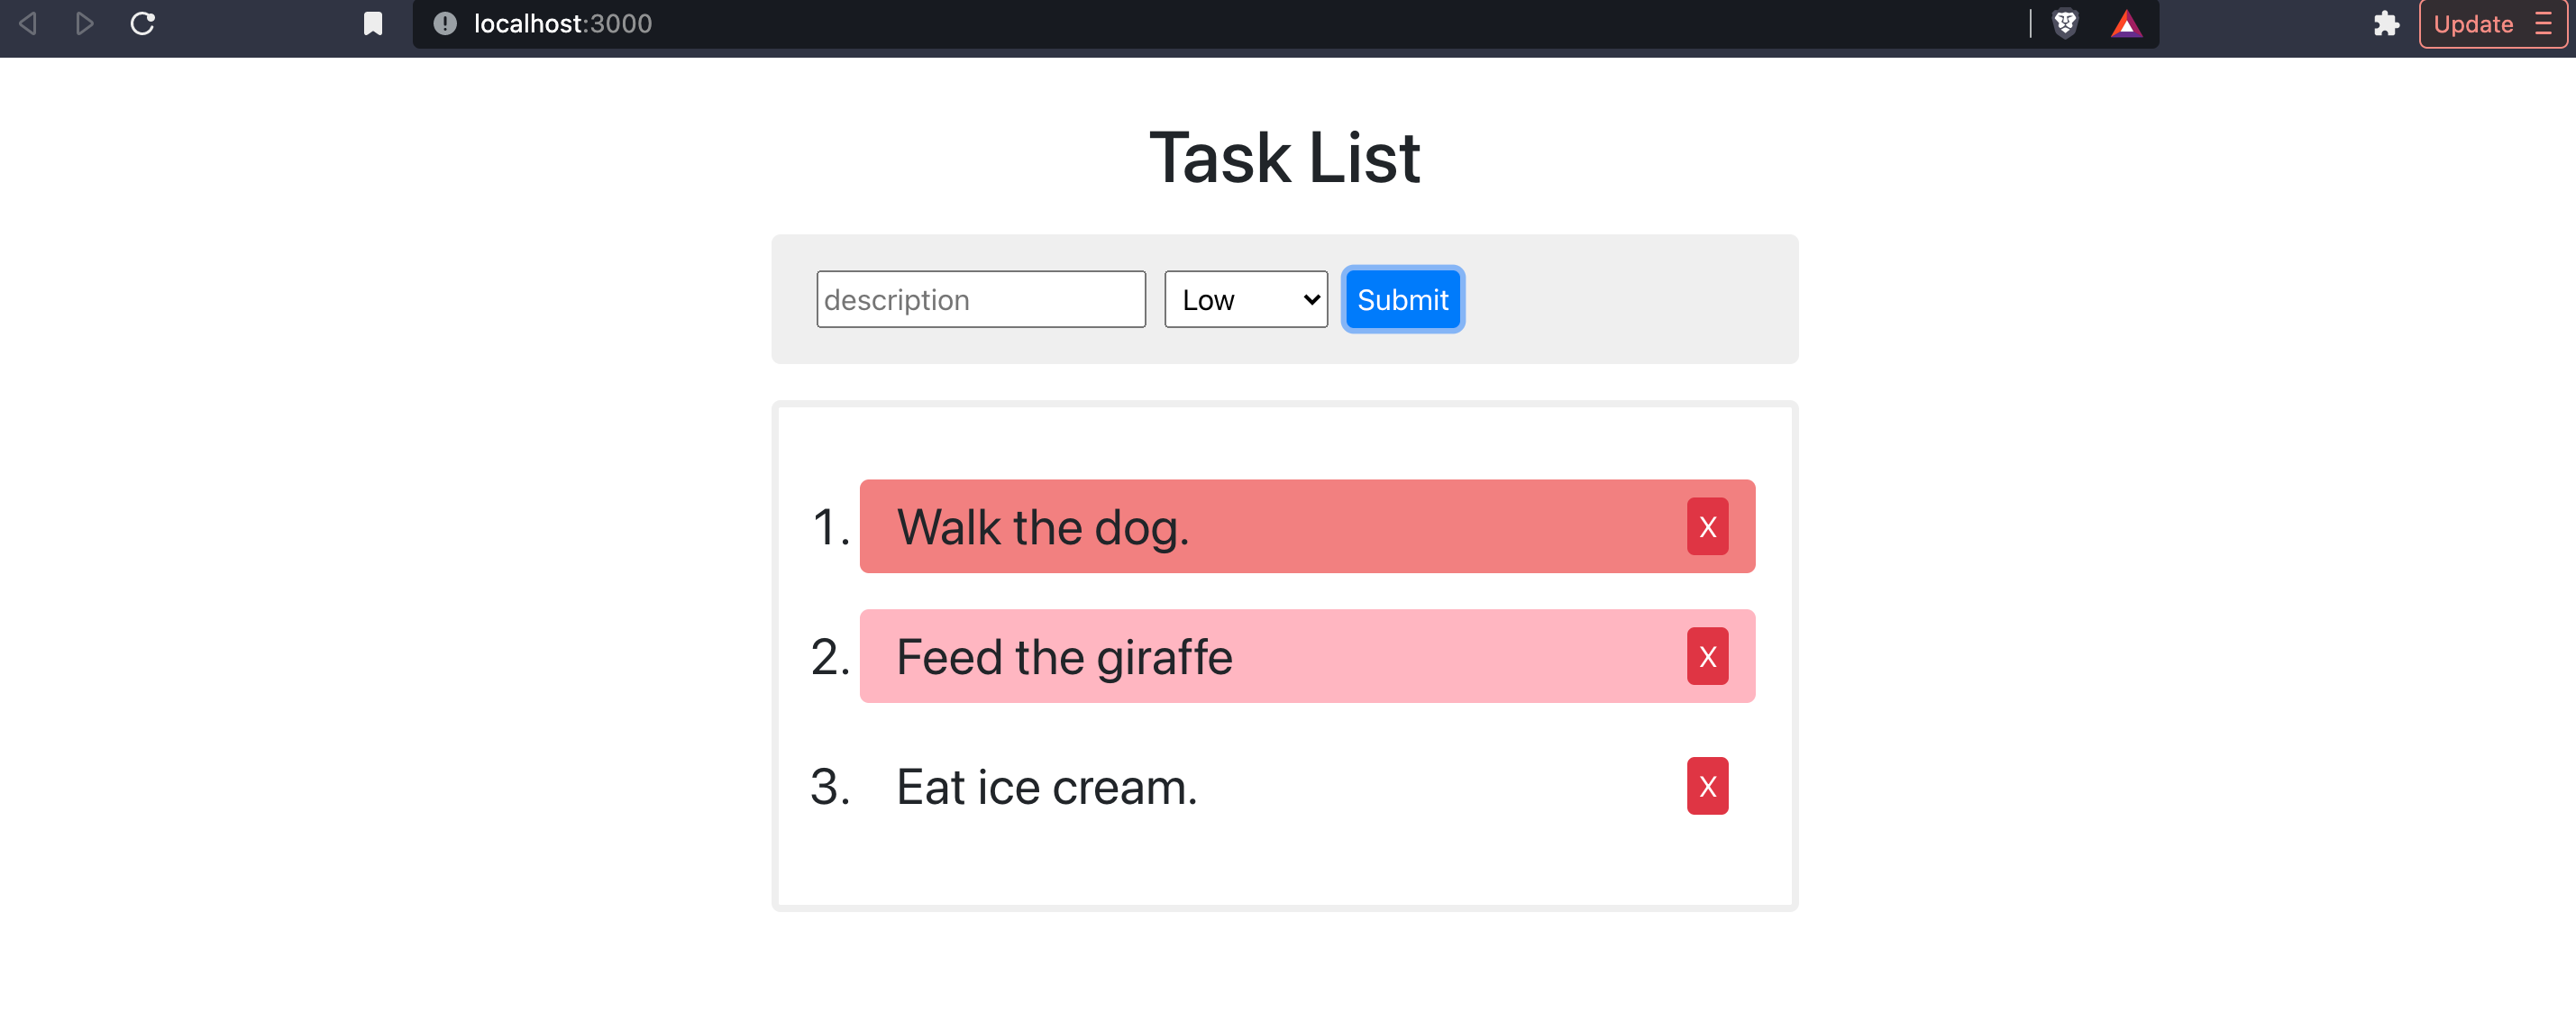 localhost:3000
Update
Task List
description Low Submit
1. Walk the dog. X
2. Feed the giraffe X
3. Eat ice cream. X